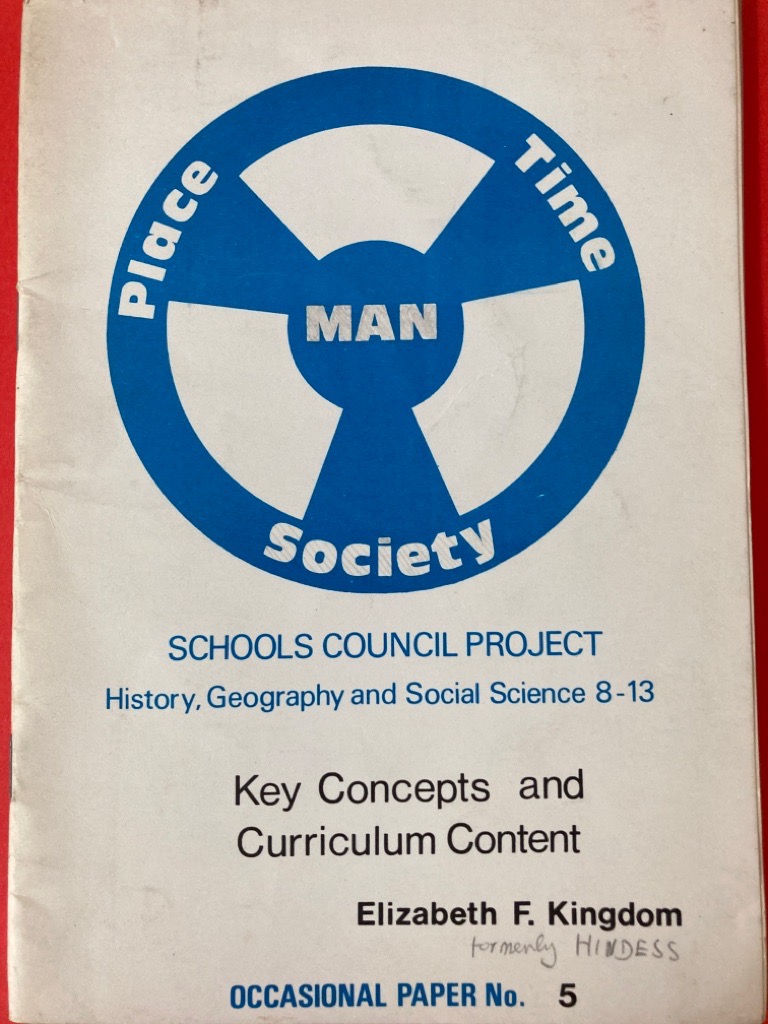 Place
Time
MAN
Society
SCHOOLS COUNCIL PROJECT
History, Geography and Social Science 8-13
Key Concepts and
Curriculum Content
Elizabeth F. Kingdom
formerly HINDESS
OCCASIONAL PAPER No. 5